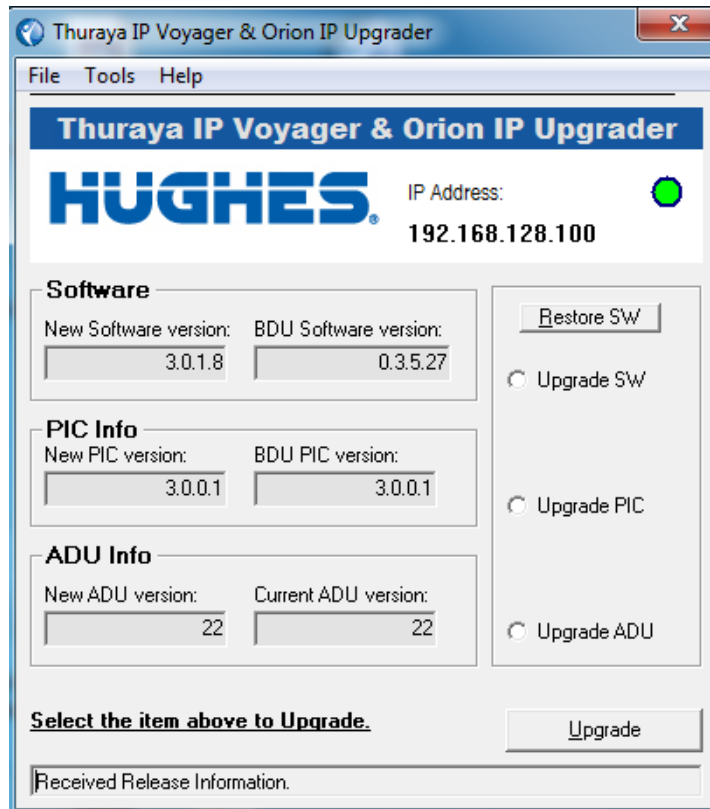 Thuraya IP Voyager & Orion IP Upgrader
File Tools Help
Thuraya IP Voyager & Orion IP Upgrader
HUGHES®
IP Address:
192.168.128.100
Software
New Software version: BDU Software version:
3.0.1.8 0.3.5.27
Restore SW
Upgrade SW
PIC Info
New PIC version: BDU PIC version:
3.0.0.1 3.0.0.1
Upgrade PIC
ADU Info
New ADU version: Current ADU version:
22 22
Upgrade ADU
Select the item above to Upgrade.
Upgrade
Received Release Information.